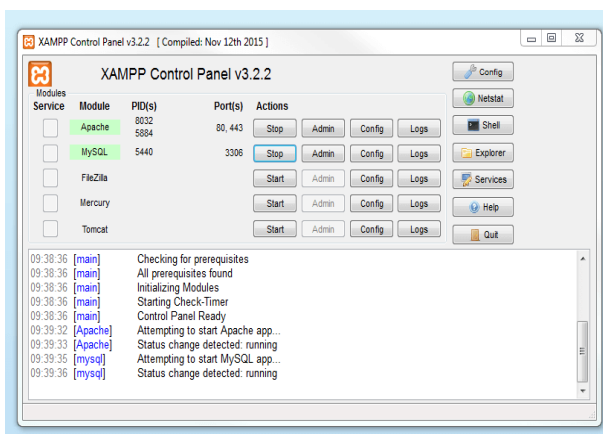 XAMPP Control Panel v3.2.2 [ Compiled: Nov 12th 2015 ]
XAMPP Control Panel v3.2.2
Config
Modules
Service Module PID(s) Port(s) Actions
Netstat
Apache 8032 5884 80, 443 Stop Admin Config Logs
Shell
MySQL 5440 3306 Stop Admin Config Logs
Explorer
FileZilla Start Admin Config Logs
Services
Mercury Start Admin Config Logs
Help
Tomcat Start Admin Config Logs
Quit
09:38:36 [main] Checking for prerequisites
09:38:36 [main] All prerequisites found
09:38:36 [main] Initializing Modules
09:38:36 [main] Starting Check-Timer
09:38:36 [main] Control Panel Ready
09:39:32 [Apache] Attempting to start Apache app...
09:39:33 [Apache] Status change detected: running
09:39:35 [mysql] Attempting to start MySQL app...
09:39:36 [mysql] Status change detected: running